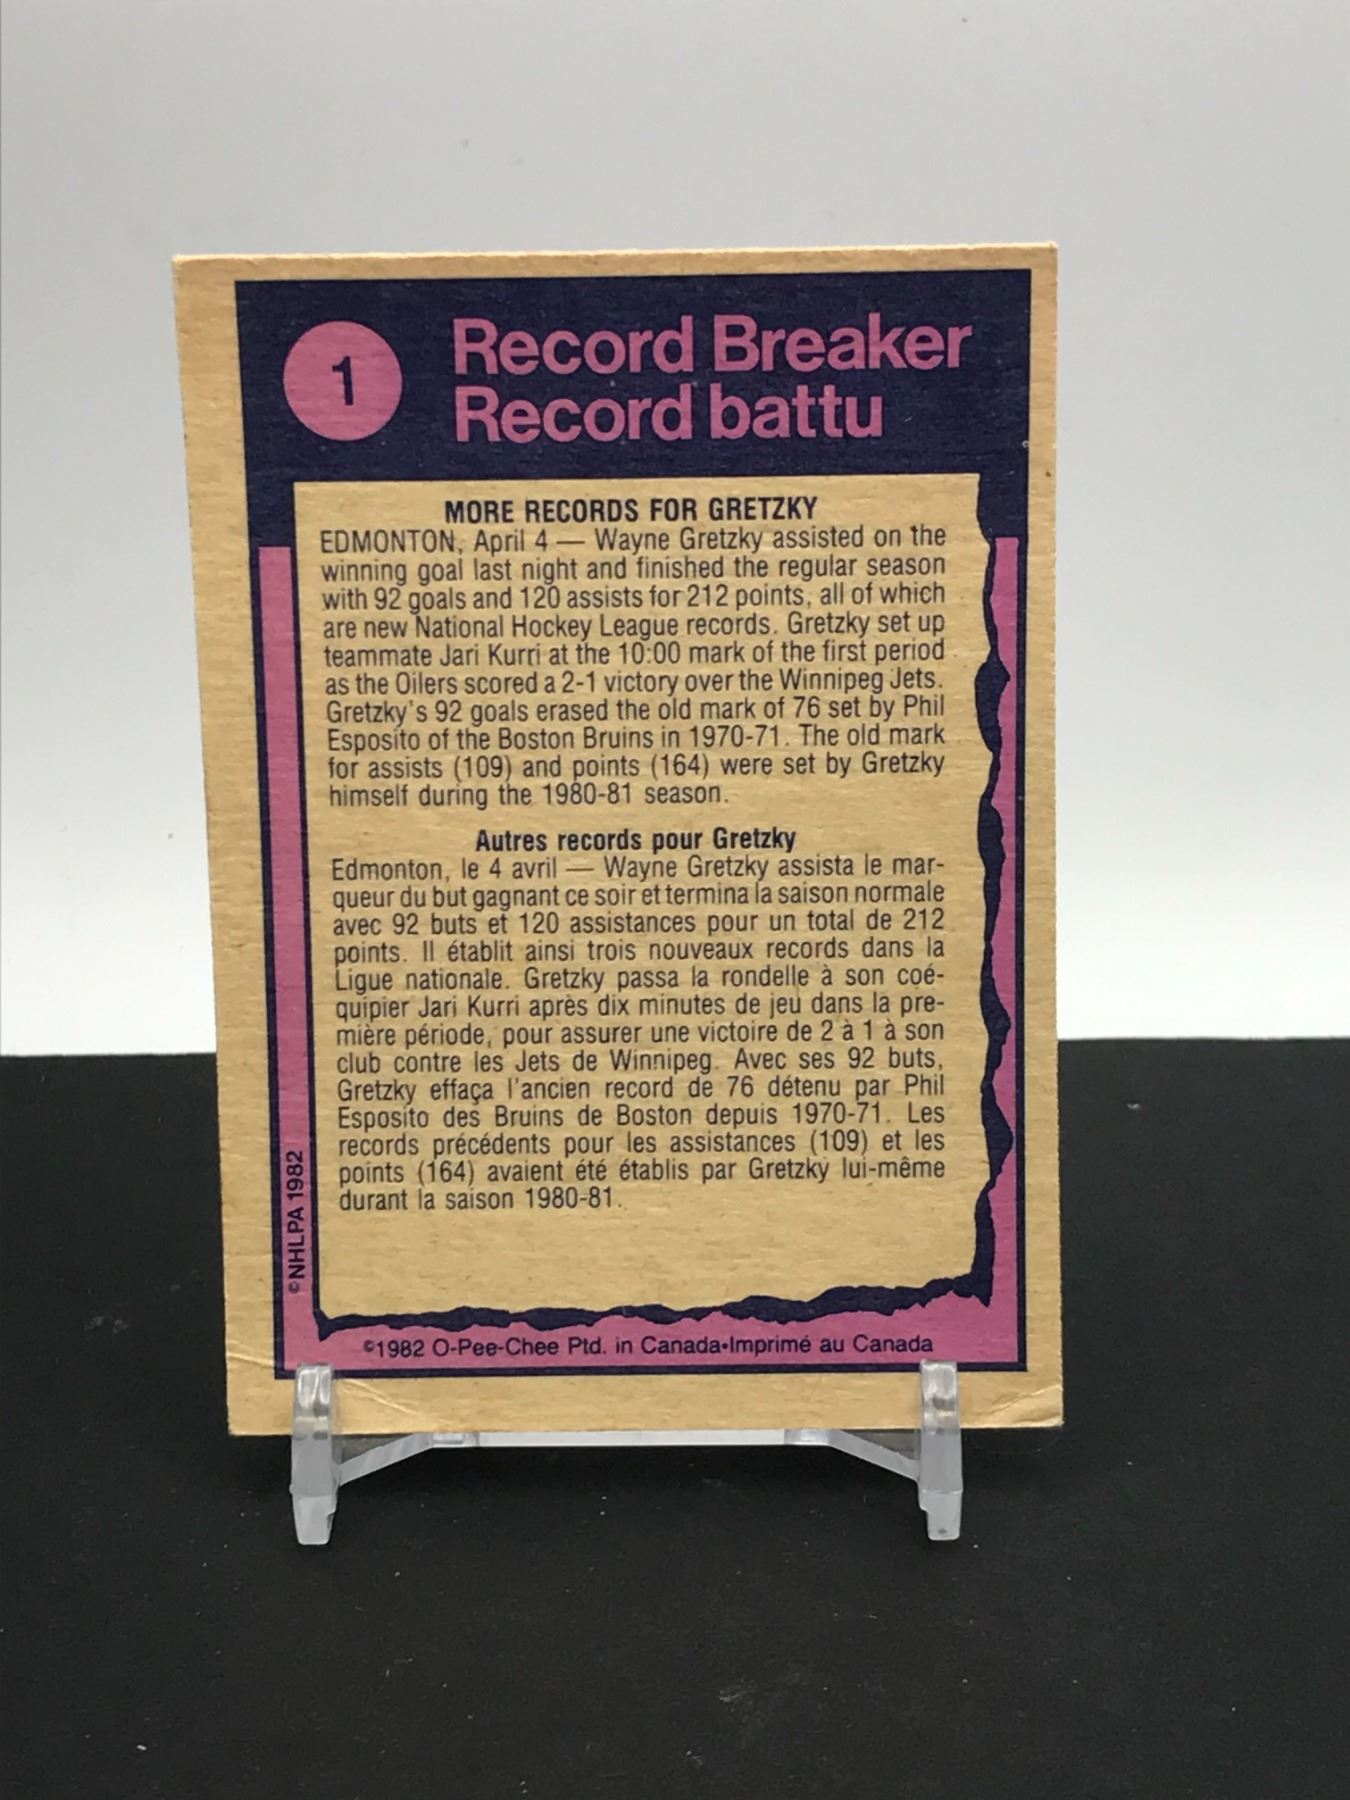 1
Record Breaker
Record battu
MORE RECORDS FOR GRETZKY
EDMONTON, April 4 — Wayne Gretzky assisted on the
winning goal last night and finished the regular season
with 92 goals and 120 assists for 212 points, all of which
are new National Hockey League records. Gretzky set up
teammate Jari Kurri at the 10:00 mark of the first period
as the Oilers scored a 2-1 victory over the Winnipeg Jets.
Gretzky's 92 goals erased the old mark of 76 set by Phil
Esposito of the Boston Bruins in 1970-71. The old mark
for assists (109) and points (164) were set by Gretzky
himself during the 1980-81 season.
Autres records pour Gretzky
Edmonton, le 4 avril — Wayne Gretzky assista le mar-
queur du but gagnant ce soir et termina la saison normale
avec 92 buts et 120 assistances pour un total de 212
points. Il établit ainsi trois nouveaux records dans la
Ligue nationale. Gretzky passa la rondelle à son coé-
quipier Jari Kurri après dix minutes de jeu dans la pre-
mière période, pour assurer une victoire de 2 à 1 à son
club contre les Jets de Winnipeg. Avec ses 92 buts,
Gretzky effaça l'ancien record de 76 détenu par Phil
Esposito des Bruins de Boston depuis 1970-71. Les
records précédents pour les assistances (109) et les
points (164) avaient été établis par Gretzky lui-même
durant la saison 1980-81.
©NHLPA 1982
©1982 O-Pee-Chee Ptd. in Canada•Imprimé au Canada